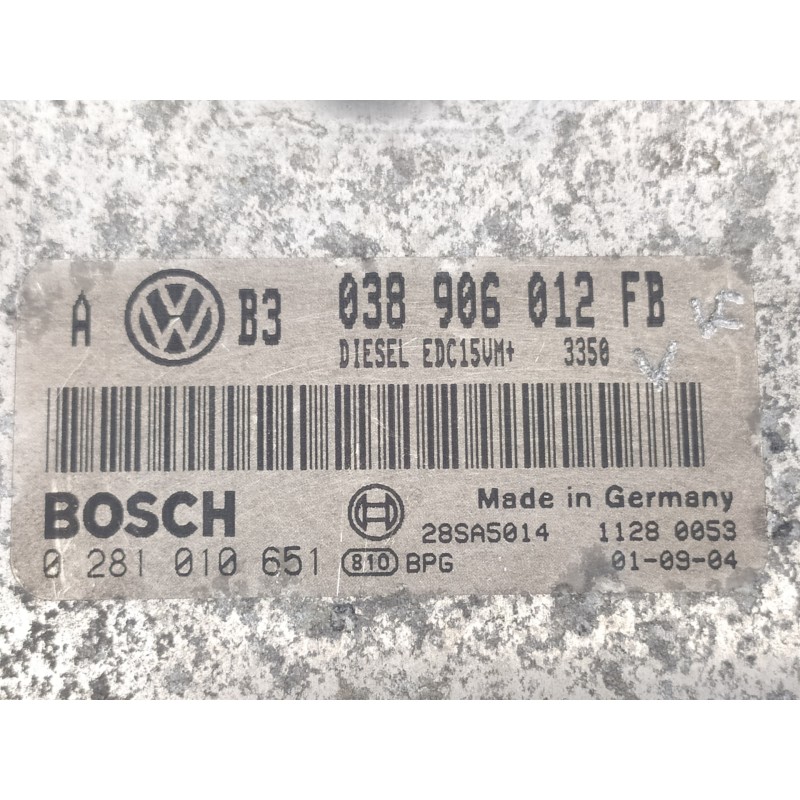 A VW B3 038 906 012 FB
DIESEL EDC15VM+ 3350
BOSCH Made in Germany
28SA5014 1128 0053
0 281 010 651 810 BPG 01-09-04